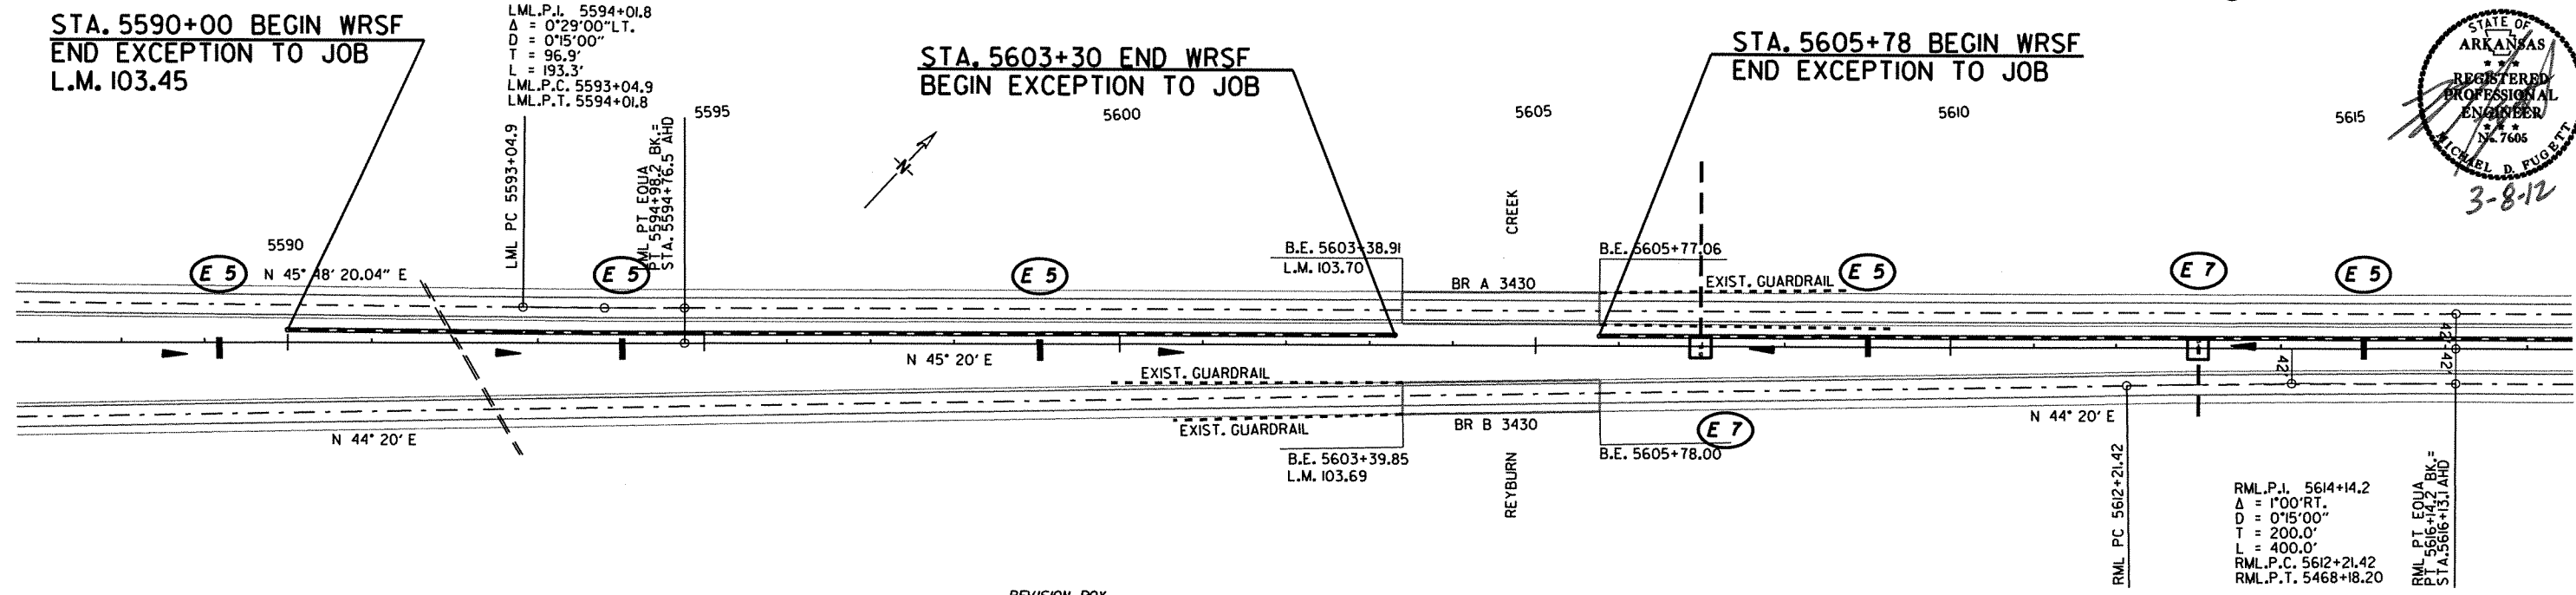 STA. 5590+00 BEGIN WRSF
END EXCEPTION TO JOB
L.M. 103.45
LML.P.I. 5594+01.8
Δ = 0°29'00"LT.
D = 0°15'00"
T = 96.9'
L = 193.3'
LML.P.C. 5593+04.9
LML.P.T. 5594+01.8
STA. 5603+30 END WRSF
BEGIN EXCEPTION TO JOB
STA. 5605+78 BEGIN WRSF
END EXCEPTION TO JOB
STATE OF
ARKANSAS
★ ★ ★
REGISTERED
PROFESSIONAL
ENGINEER
★ ★ ★
No. 7605
MICHAEL D. FUGETT
3-8-12
5590
5595
5600
5605
5610
5615
LML PC 5593+04.9
LML PT EQUA
PT 5594+98.2 BK.=
STA. 5594+76.5 AHD
N
CREEK
B.E. 5603+38.91
L.M. 103.70
B.E. 5605+77.06
E 5
N 45° 48' 20.04" E
E 5
E 5
BR A 3430
EXIST. GUARDRAIL
E 5
E 7
E 5
N 45° 20' E
42'
42'
42'
EXIST. GUARDRAIL
N 44° 20' E
EXIST. GUARDRAIL
BR B 3430
E 7
N 44° 20' E
B.E. 5603+39.85
L.M. 103.69
REYBURN
B.E. 5605+78.00
RML PC 5612+21.42
RML.P.I. 5614+14.2
Δ = 1°00'RT.
D = 0°15'00"
T = 200.0'
L = 400.0'
RML.P.C. 5612+21.42
RML.P.T. 5468+18.20
RML PT EQUA
PT 5616+14.2 BK.=
STA.5616+13.1 AHD
REVISION BOX